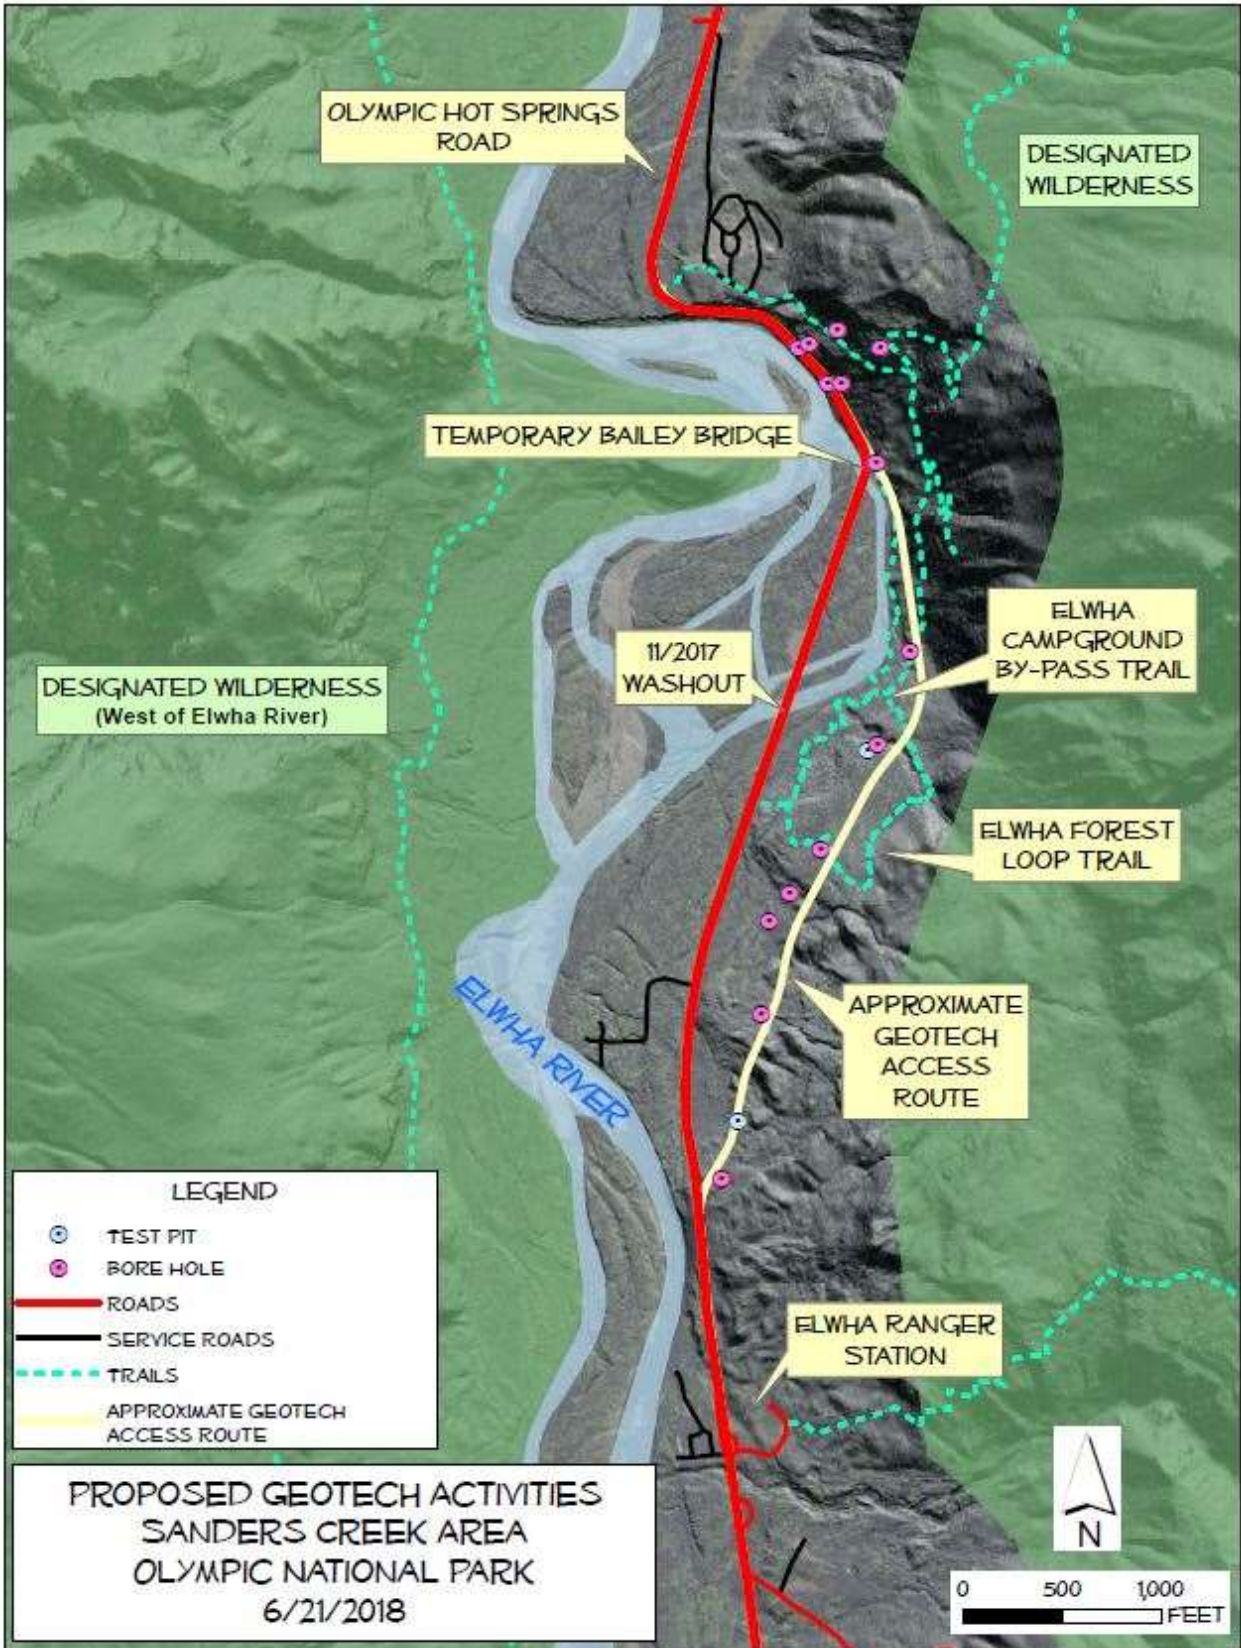 OLYMPIC HOT SPRINGS
ROAD
DESIGNATED
WILDERNESS
TEMPORARY BAILEY BRIDGE
ELWHA
CAMPGROUND
BY-PASS TRAIL
11/2017
WASHOUT
DESIGNATED WILDERNESS
(West of Elwha River)
ELWHA FOREST
LOOP TRAIL
ELWHA RIVER
APPROXIMATE
GEOTECH
ACCESS
ROUTE
LEGEND
TEST PIT
BORE HOLE
ROADS
SERVICE ROADS
TRAILS
APPROXIMATE GEOTECH
ACCESS ROUTE
ELWHA RANGER
STATION
PROPOSED GEOTECH ACTIVITIES
SANDERS CREEK AREA
OLYMPIC NATIONAL PARK
6/21/2018
N
0 500 1,000
FEET